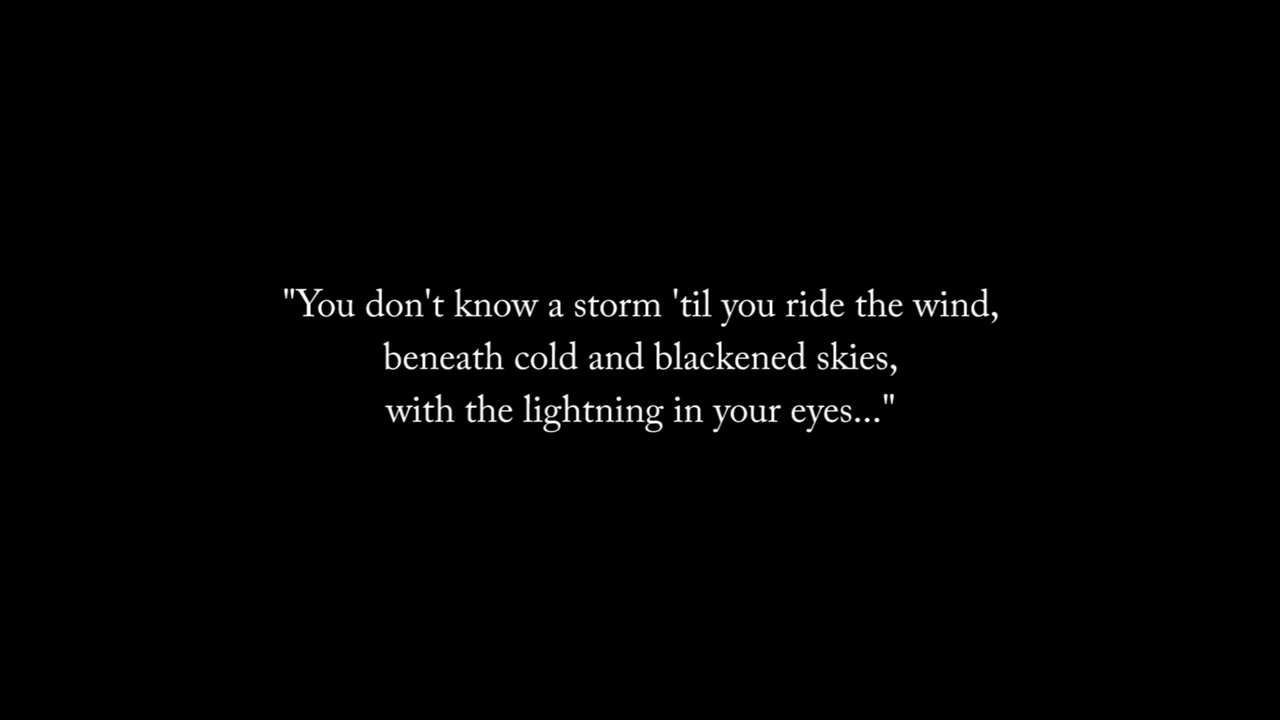 "You don't know a storm 'til you ride the wind,
beneath cold and blackened skies,
with the lightning in your eyes..."